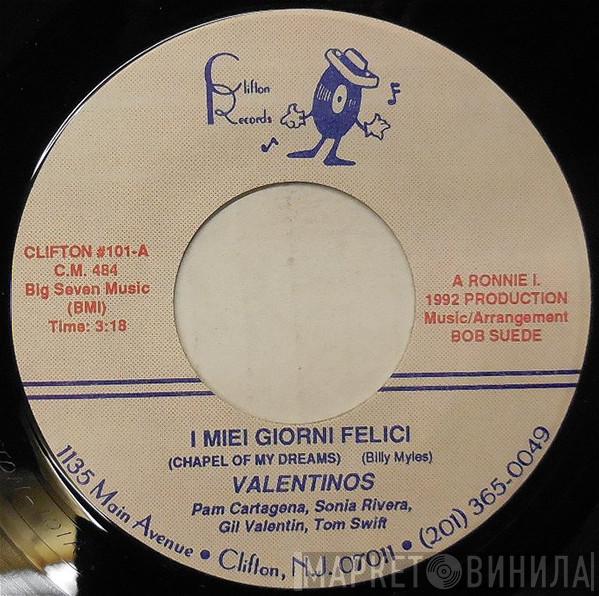 Clifton
Records
CLIFTON #101-A
C.M. 484
Big Seven Music
(BMI)
Time: 3:18
A RONNIE I.
1992 PRODUCTION
Music/Arrangement
BOB SUEDE
I MIEI GIORNI FELICI
(CHAPEL OF MY DREAMS) (Billy Myles)
VALENTINOS
Pam Cartagena, Sonia Rivera,
Gil Valentin, Tom Swift
1135 Main Avenue • Clifton, N.J. 07011 • (201) 365-0049
МАРКЕТ ВИНИЛА